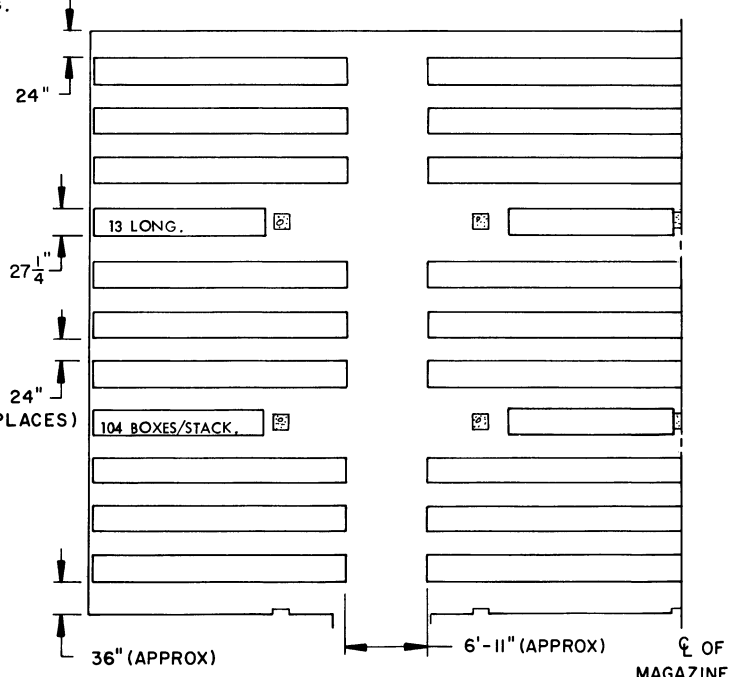 24"
13 LONG.
27 1/4"
24"
PLACES)
104 BOXES/STACK.
36" (APPROX)
6'-11" (APPROX)
℄ OF
MAGAZINE